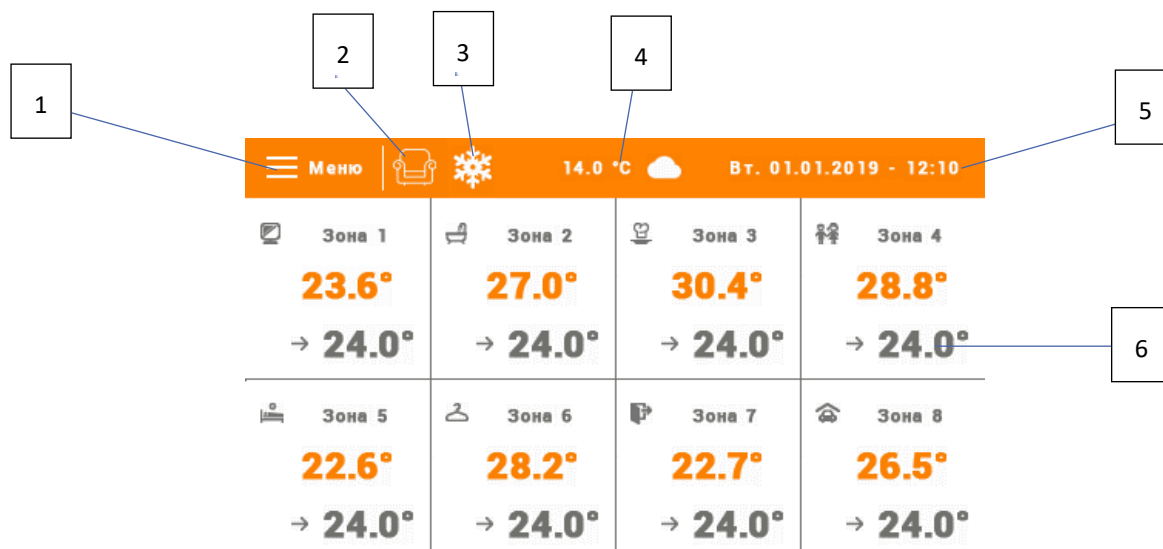 2
3
4
1
5
Меню
14.0 °C
Вт. 01.01.2019 - 12:10
Зона 1
Зона 2
Зона 3
Зона 4
23.6°
27.0°
30.4°
28.8°
→ 24.0°
→ 24.0°
→ 24.0°
→ 24.0°
6
Зона 5
Зона 6
Зона 7
Зона 8
22.6°
28.2°
22.7°
26.5°
→ 24.0°
→ 24.0°
→ 24.0°
→ 24.0°